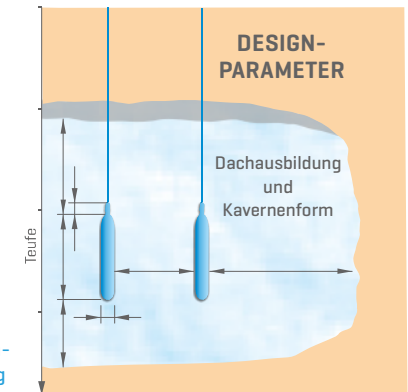 DESIGN-
PARAMETER
Dachausbildung
und
Kavernenform
Teufe
-
g